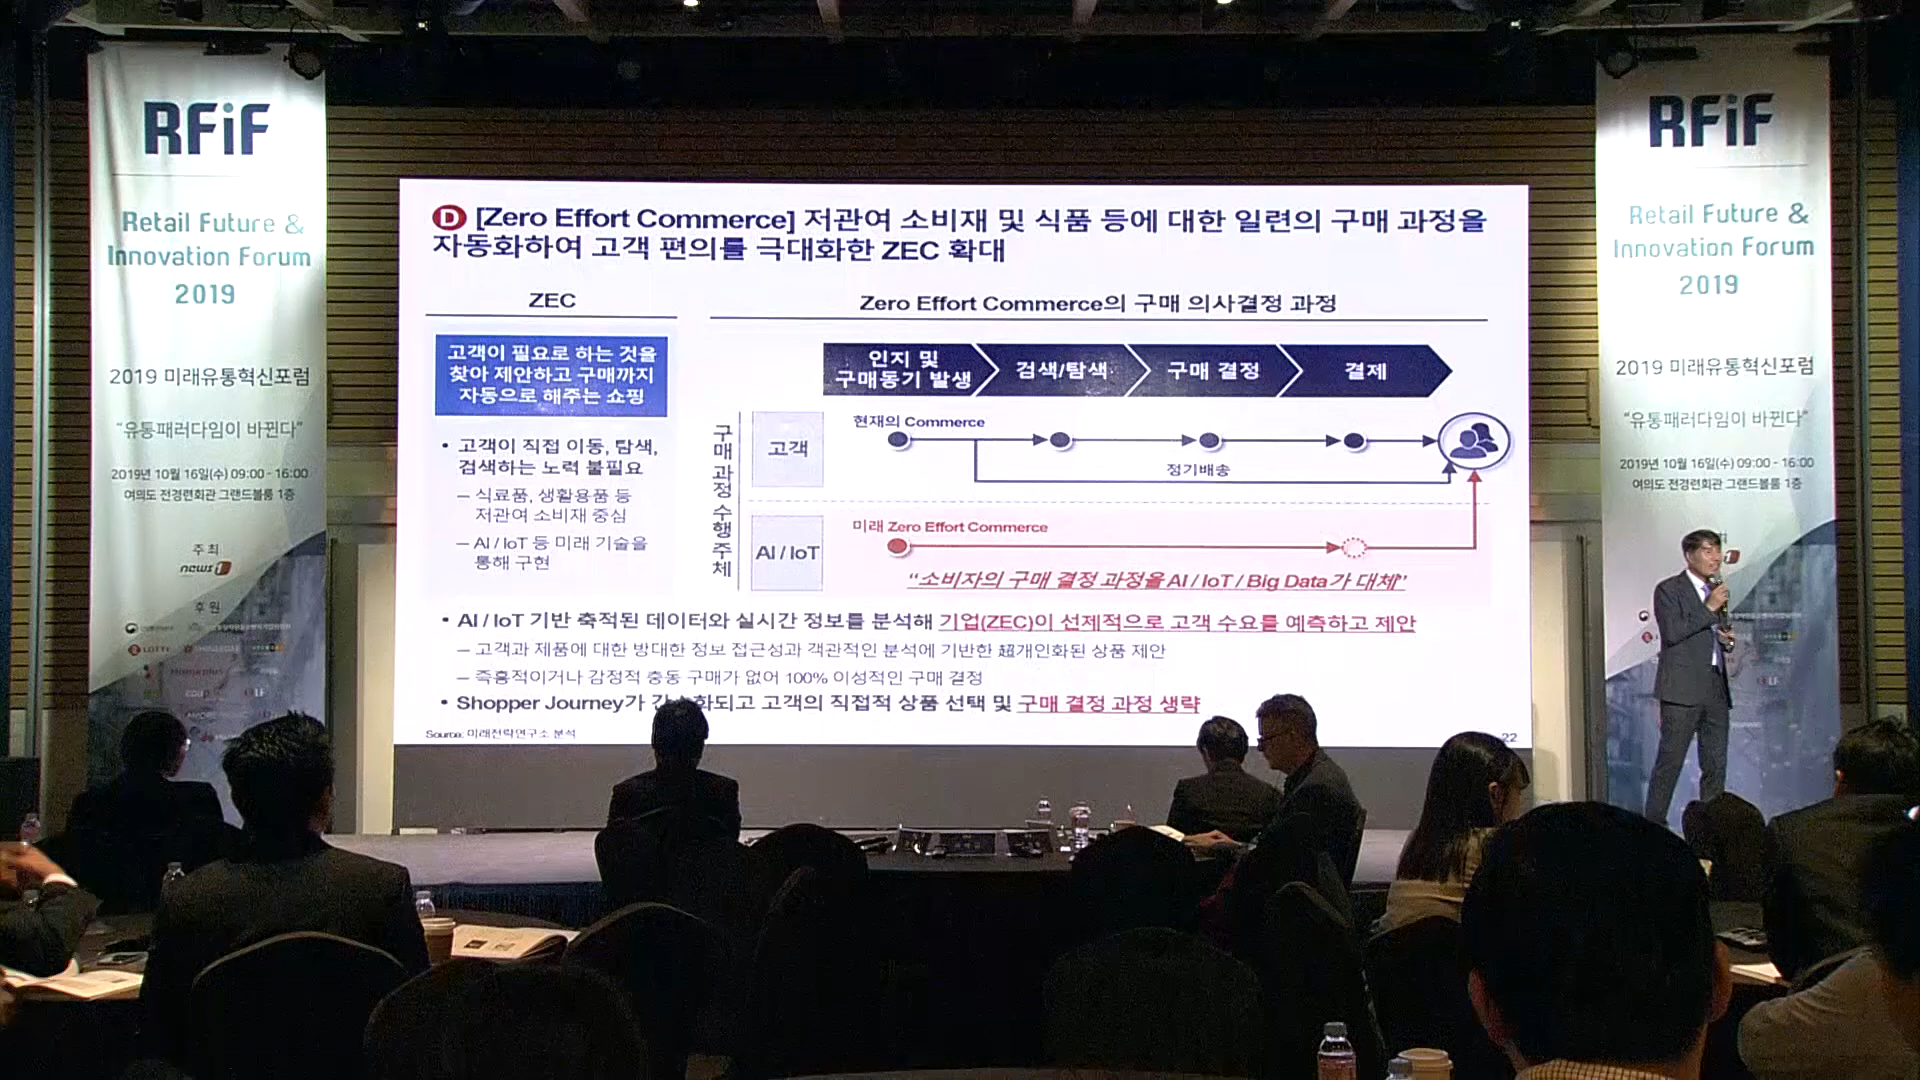 RFiF
Retail Future &
Innovation Forum
2019
2019 미래유통혁신포럼
“유통패러다임이 바뀐다”
2019년 10월 16일(수) 09:00 - 16:00
여의도 전경련회관 그랜드볼룸 1층
주 최
news1
후 원
D [Zero Effort Commerce] 저관여 소비재 및 식품 등에 대한 일련의 구매 과정을
자동화하여 고객 편의를 극대화한 ZEC 확대
ZEC
고객이 필요로 하는 것을
찾아 제안하고 구매까지
자동으로 해주는 쇼핑
• 고객이 직접 이동, 탐색,
검색하는 노력 불필요
– 식료품, 생활용품 등
저관여 소비재 중심
– AI / IoT 등 미래 기술을
통해 구현
Zero Effort Commerce의 구매 의사결정 과정
인지 및
구매동기 발생
검색/탐색
구매 결정
결제
구매과정 수행주체
고객
현재의 Commerce
정기배송
AI / IoT
미래 Zero Effort Commerce
“소비자의 구매 결정 과정을 AI / IoT / Big Data가 대체”
• AI / IoT 기반 축적된 데이터와 실시간 정보를 분석해 기업(ZEC)이 선제적으로 고객 수요를 예측하고 제안
– 고객과 제품에 대한 방대한 정보 접근성과 객관적인 분석에 기반한 超개인화된 상품 제안
– 즉흥적이거나 감정적 충동 구매가 없어 100% 이성적인 구매 결정
• Shopper Journey가 간소화되고 고객의 직접적 상품 선택 및 구매 결정 과정 생략
Source: 미래전략연구소 분석
22
RFiF
Retail Future &
Innovation Forum
2019
2019 미래유통혁신포럼
“유통패러다임이 바뀐다”
2019년 10월 16일(수) 09:00 - 16:00
여의도 전경련회관 그랜드볼룸 1층